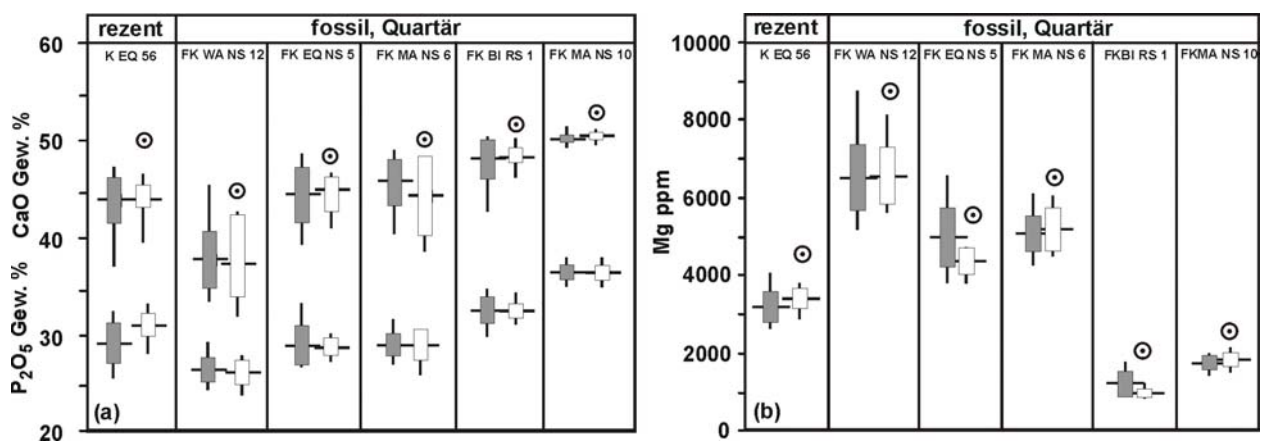 rezent fossil, Quartär
K EQ 56 FK WA NS 12 FK EQ NS 5 FK MA NS 6 FK BI RS 1 FK MA NS 10
P₂O₅ Gew. % CaO Gew. %
60
50
40
30
20
(a)
rezent fossil, Quartär
K EQ 56 FK WA NS 12 FK EQ NS 5 FK MA NS 6 FKBI RS 1 FKMA NS 10
Mg ppm
10000
8000
6000
4000
2000
0
(b)